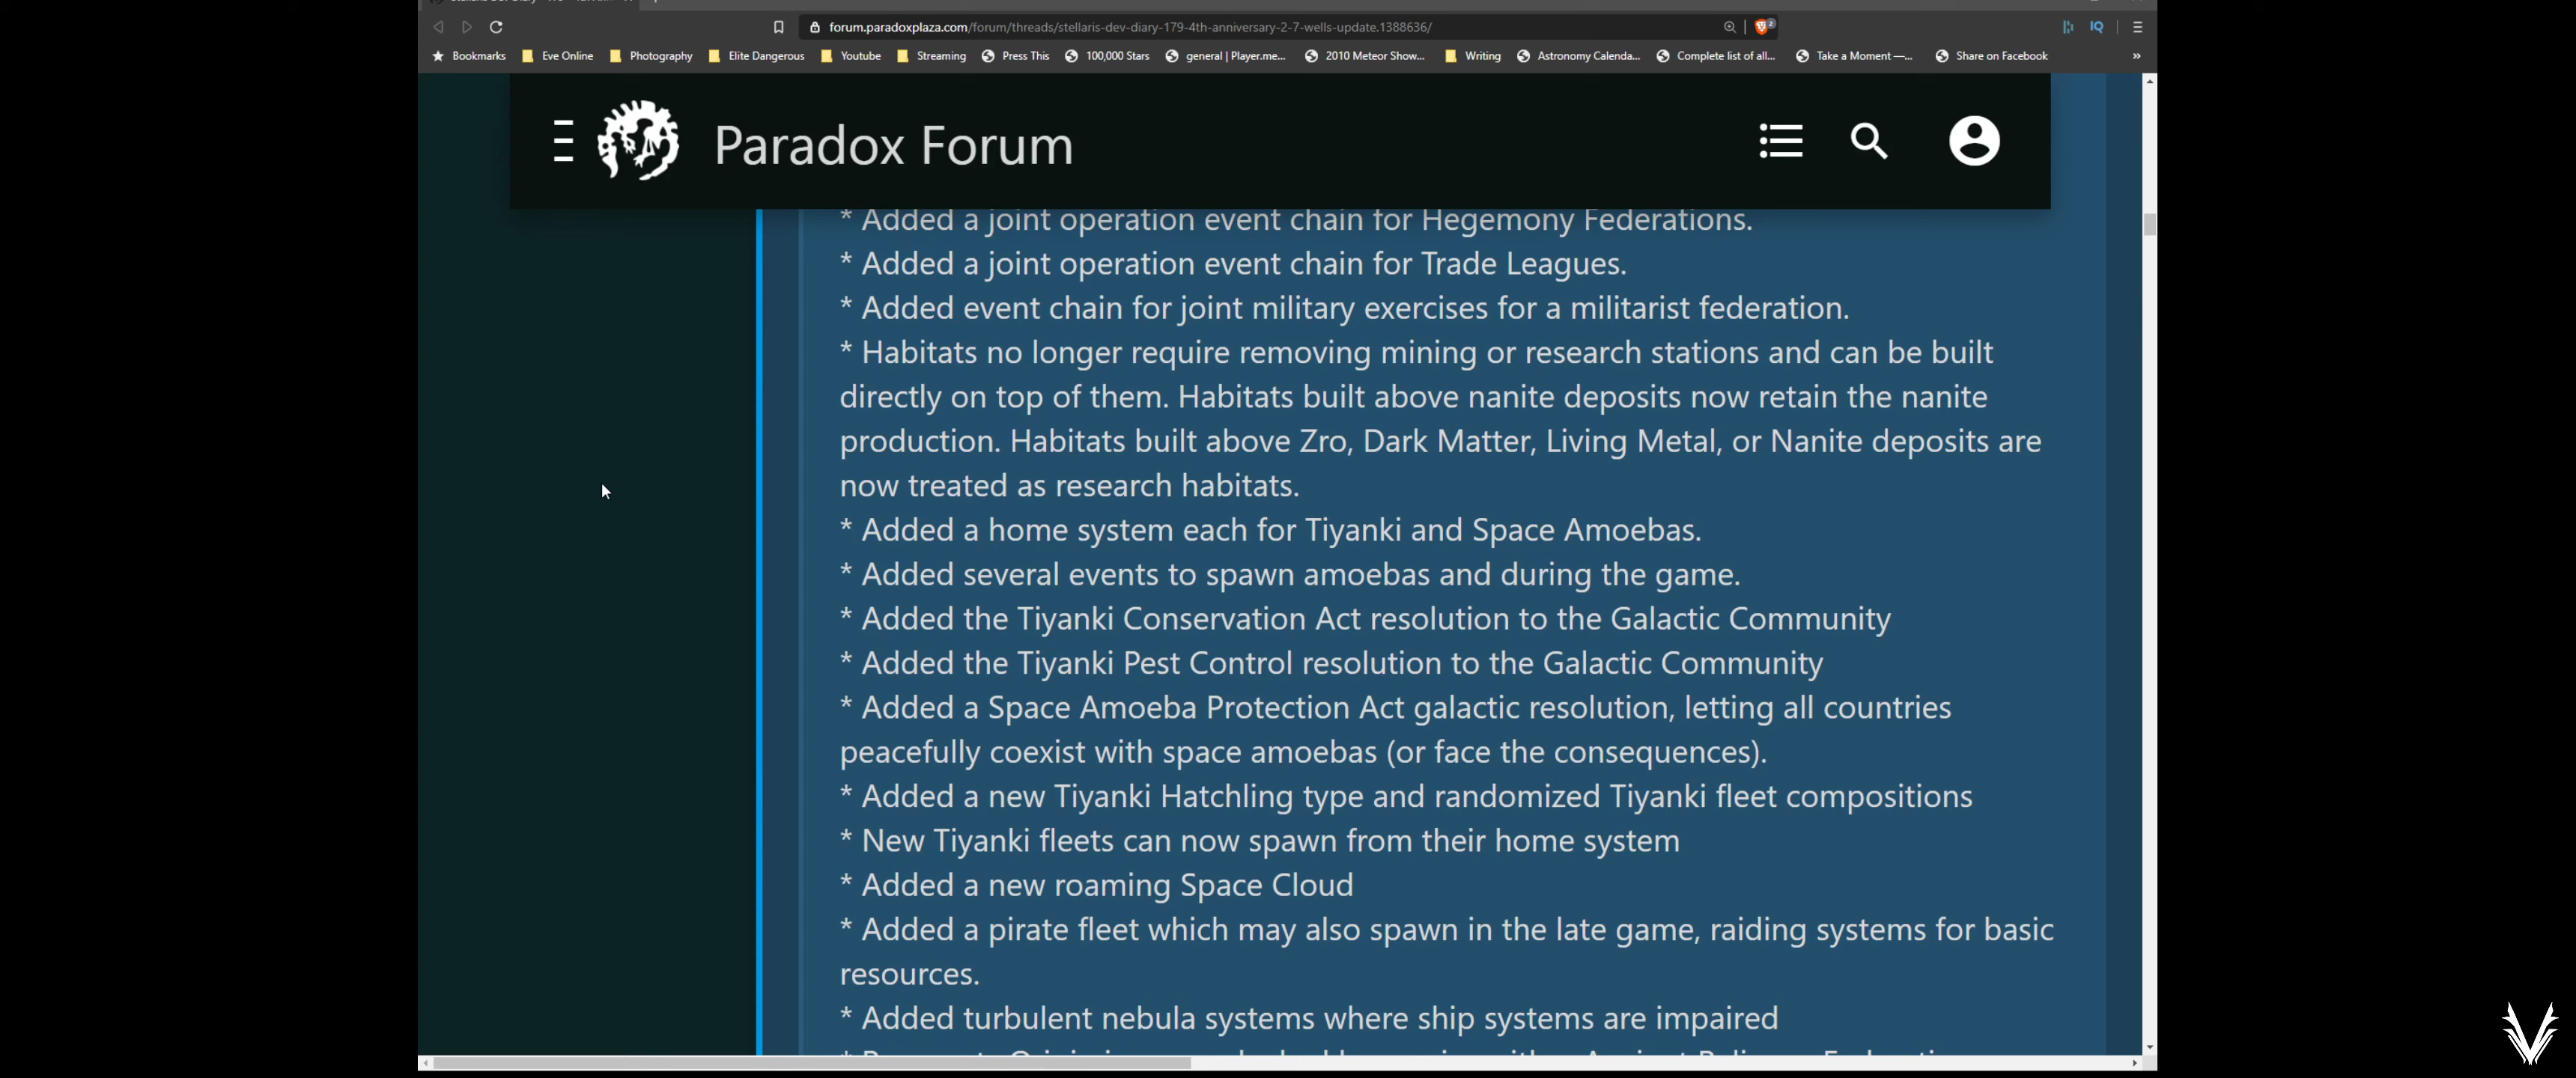 forum.paradoxplaza.com/forum/threads/stellaris-dev-diary-179-4th-anniversary-2-7-wells-update.1388636/
2
IQ
Bookmarks Eve Online Photography Elite Dangerous Youtube Streaming Press This 100,000 Stars general | Player.me... 2010 Meteor Show... Writing Astronomy Calenda... Complete list of all... Take a Moment —... Share on Facebook »
Paradox Forum
* Added a joint operation event chain for Hegemony Federations.
* Added a joint operation event chain for Trade Leagues.
* Added event chain for joint military exercises for a militarist federation.
* Habitats no longer require removing mining or research stations and can be built
directly on top of them. Habitats built above nanite deposits now retain the nanite
production. Habitats built above Zro, Dark Matter, Living Metal, or Nanite deposits are
now treated as research habitats.
* Added a home system each for Tiyanki and Space Amoebas.
* Added several events to spawn amoebas and during the game.
* Added the Tiyanki Conservation Act resolution to the Galactic Community
* Added the Tiyanki Pest Control resolution to the Galactic Community
* Added a Space Amoeba Protection Act galactic resolution, letting all countries
peacefully coexist with space amoebas (or face the consequences).
* Added a new Tiyanki Hatchling type and randomized Tiyanki fleet compositions
* New Tiyanki fleets can now spawn from their home system
* Added a new roaming Space Cloud
* Added a pirate fleet which may also spawn in the late game, raiding systems for basic
resources.
* Added turbulent nebula systems where ship systems are impaired